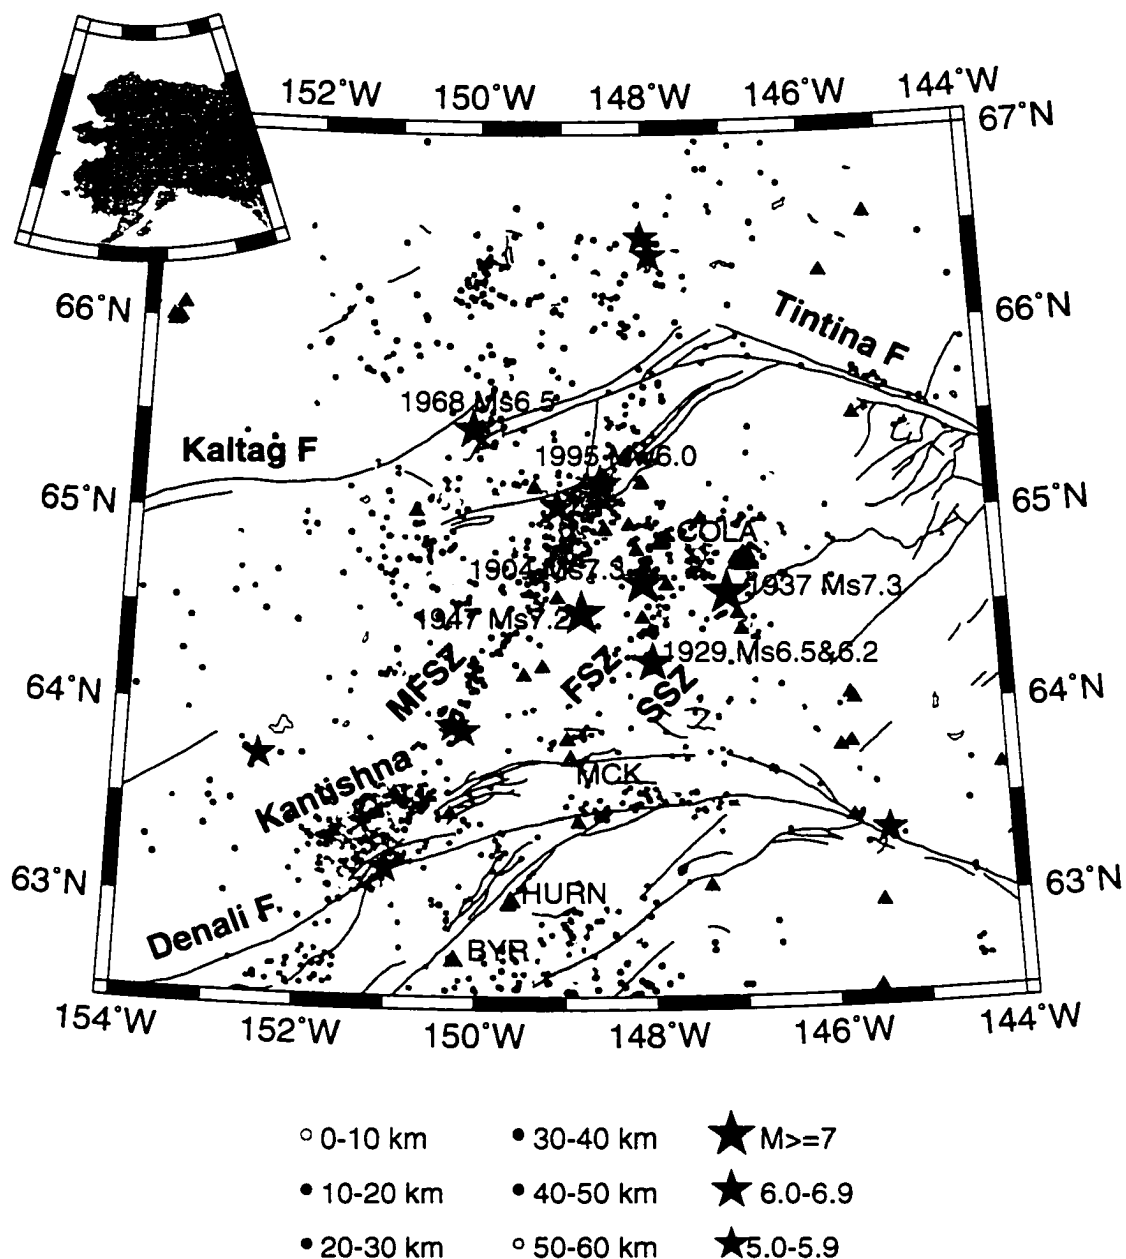 152°W 150°W 148°W 146°W 144°W
67°N
66°N 66°N
Tintina F
1968 Ms6.5
Kaltag F
1995 Mw6.0
65°N 65°N
COLA
1904 Ms7.3
1937 Ms7.3
1947 Ms7.2
1929 Ms6.5&6.2
MFSZ FSZ SSZ
64°N 64°N
MCK
Kantishna
63°N 63°N
HURN
Denali F
BYR
154°W 152°W 150°W 148°W 146°W 144°W
0-10 km 30-40 km M>=7
10-20 km 40-50 km 6.0-6.9
20-30 km 50-60 km 5.0-5.9